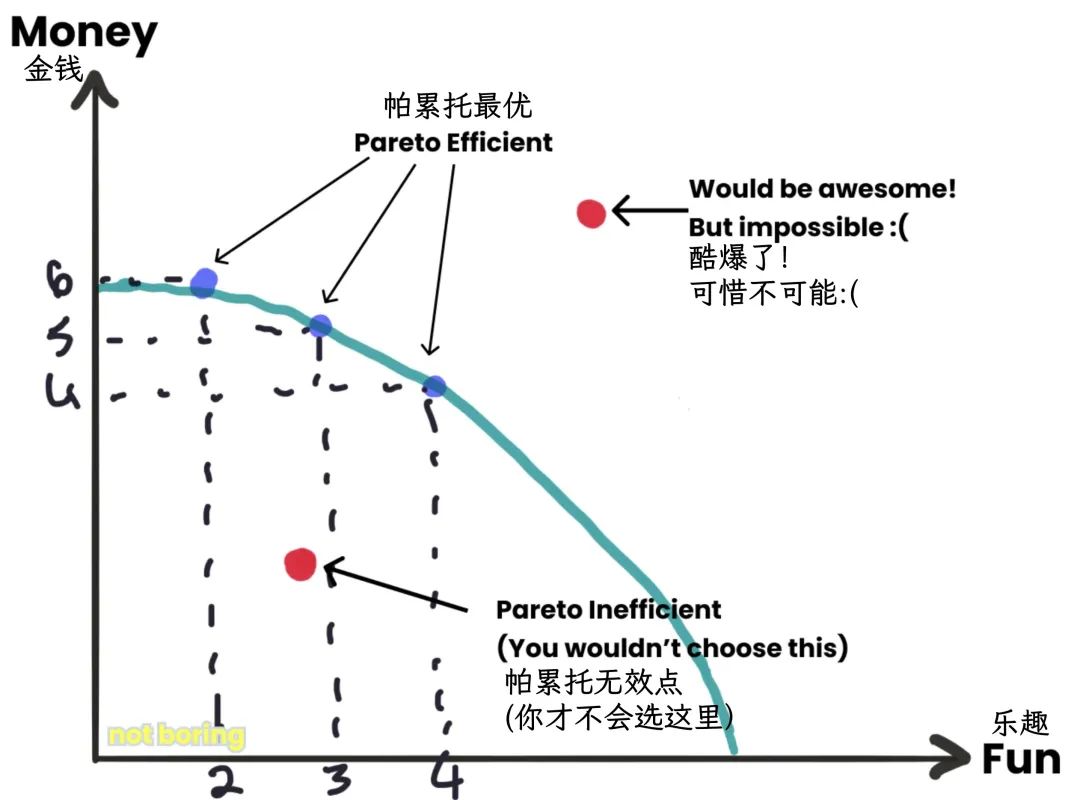 Money
金钱
帕累托最优
Pareto Efficient
Would be awesome!
But impossible :(
酷爆了!
可惜不可能:(
6
5
4
Pareto Inefficient
(You wouldn't choose this)
帕累托无效点
(你才不会选这里)
not boring
乐趣
Fun
2
3
4